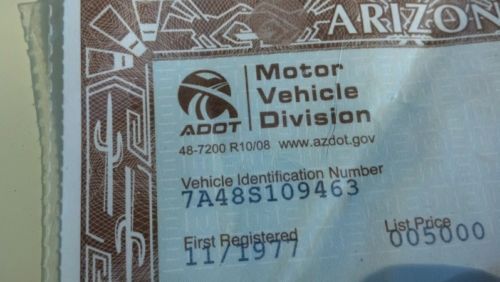 ARIZON
Motor
Vehicle
Division
ADOT
48-7200 R10/08 www.azdot.gov
Vehicle Identification Number
7A48S109463
First Registered List Price
11/1977 005000